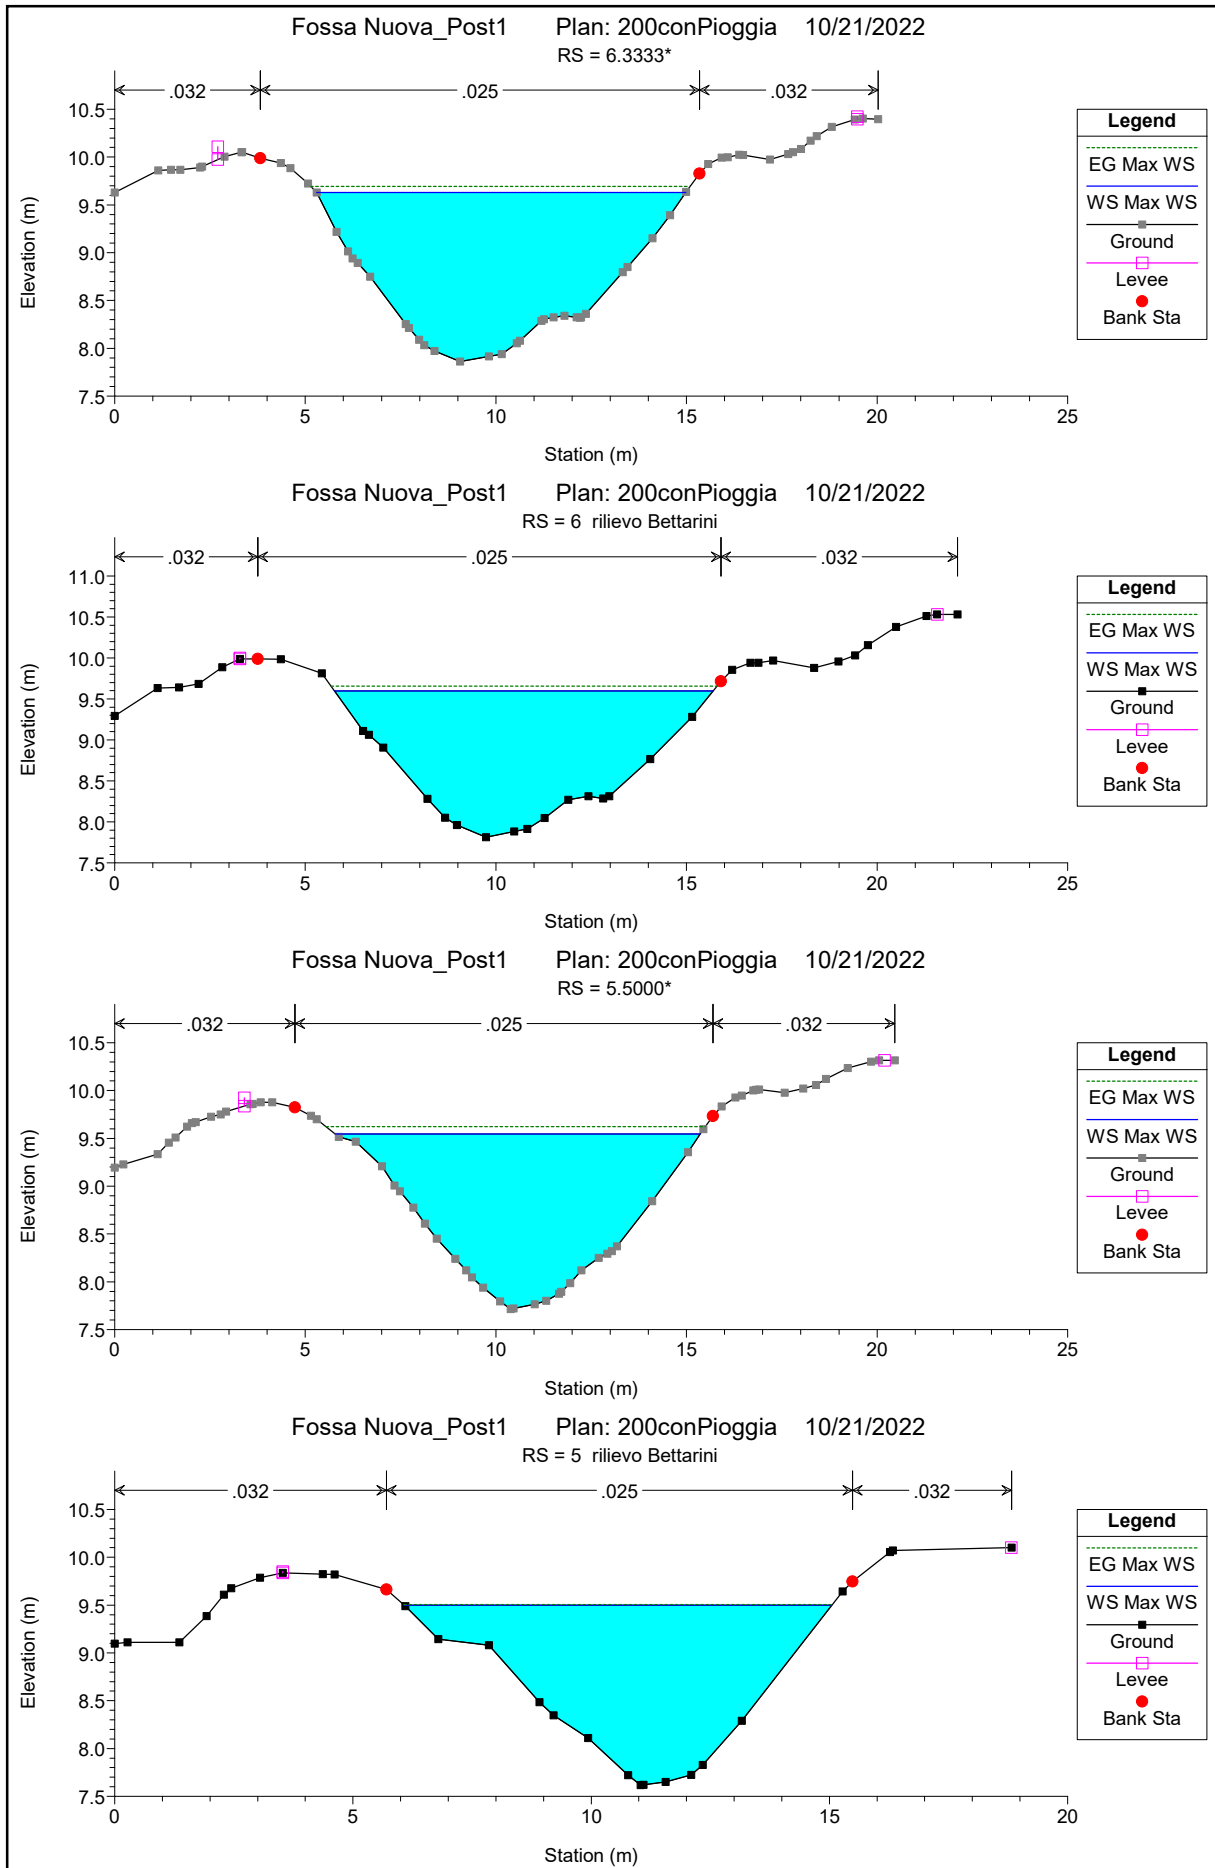 Fossa Nuova_Post1 Plan: 200conPioggia 10/21/2022
RS = 6.3333*
.032 .025 .032
Elevation (m)
10.5
10.0
9.5
9.0
8.5
8.0
7.5
0 5 10 15 20 25
Station (m)
Legend
EG Max WS
WS Max WS
Ground
Levee
Bank Sta
Fossa Nuova_Post1 Plan: 200conPioggia 10/21/2022
RS = 6 rilievo Bettarini
.032 .025 .032
Elevation (m)
11.0
10.5
10.0
9.5
9.0
8.5
8.0
7.5
0 5 10 15 20 25
Station (m)
Legend
EG Max WS
WS Max WS
Ground
Levee
Bank Sta
Fossa Nuova_Post1 Plan: 200conPioggia 10/21/2022
RS = 5.5000*
.032 .025 .032
Elevation (m)
10.5
10.0
9.5
9.0
8.5
8.0
7.5
0 5 10 15 20 25
Station (m)
Legend
EG Max WS
WS Max WS
Ground
Levee
Bank Sta
Fossa Nuova_Post1 Plan: 200conPioggia 10/21/2022
RS = 5 rilievo Bettarini
.032 .025 .032
Elevation (m)
10.5
10.0
9.5
9.0
8.5
8.0
7.5
0 5 10 15 20
Station (m)
Legend
EG Max WS
WS Max WS
Ground
Levee
Bank Sta